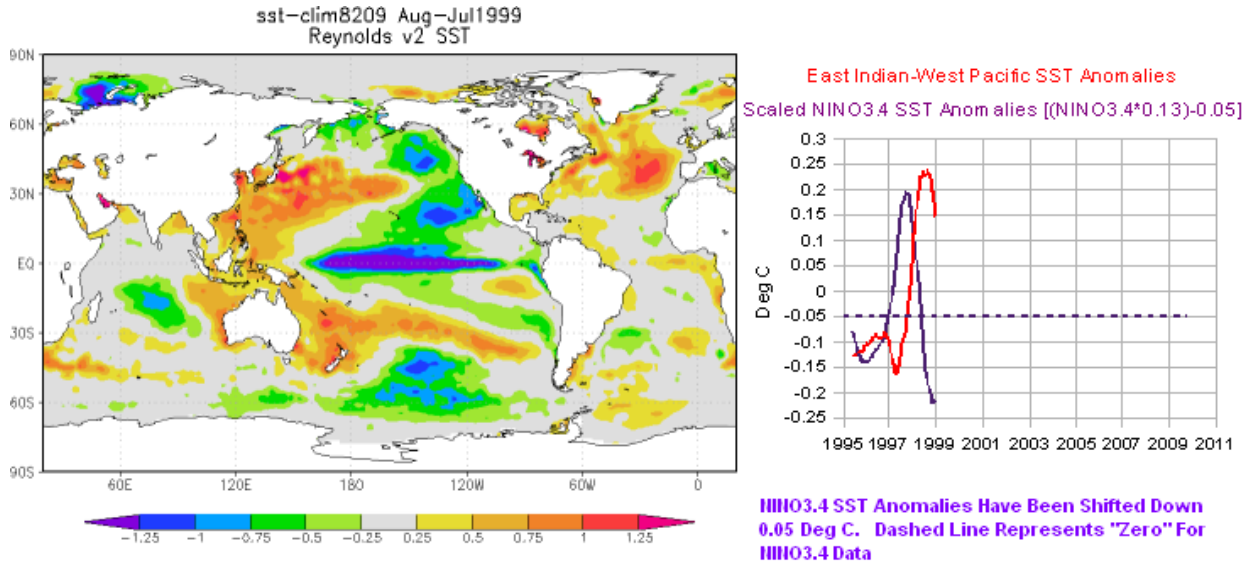 sst-clim8209 Aug-Jul1999
Reynolds v2 SST
90N
60N
30N
EQ
30S
60S
90S
60E 120E 180 120W 60W 0
-1.25 -1 -0.75 -0.5 -0.25 0.25 0.5 0.75 1 1.25
East Indian-West Pacific SST Anomalies
Scaled NINO3.4 SST Anomalies [(NINO3.4*0.13)-0.05]
Deg C
0.3
0.25
0.2
0.15
0.1
0.05
0
-0.05
-0.1
-0.15
-0.2
-0.25
1995 1997 1999 2001 2003 2005 2007 2009 2011
NINO3.4 SST Anomalies Have Been Shifted Down
0.05 Deg C. Dashed Line Represents "Zero" For
NINO3.4 Data